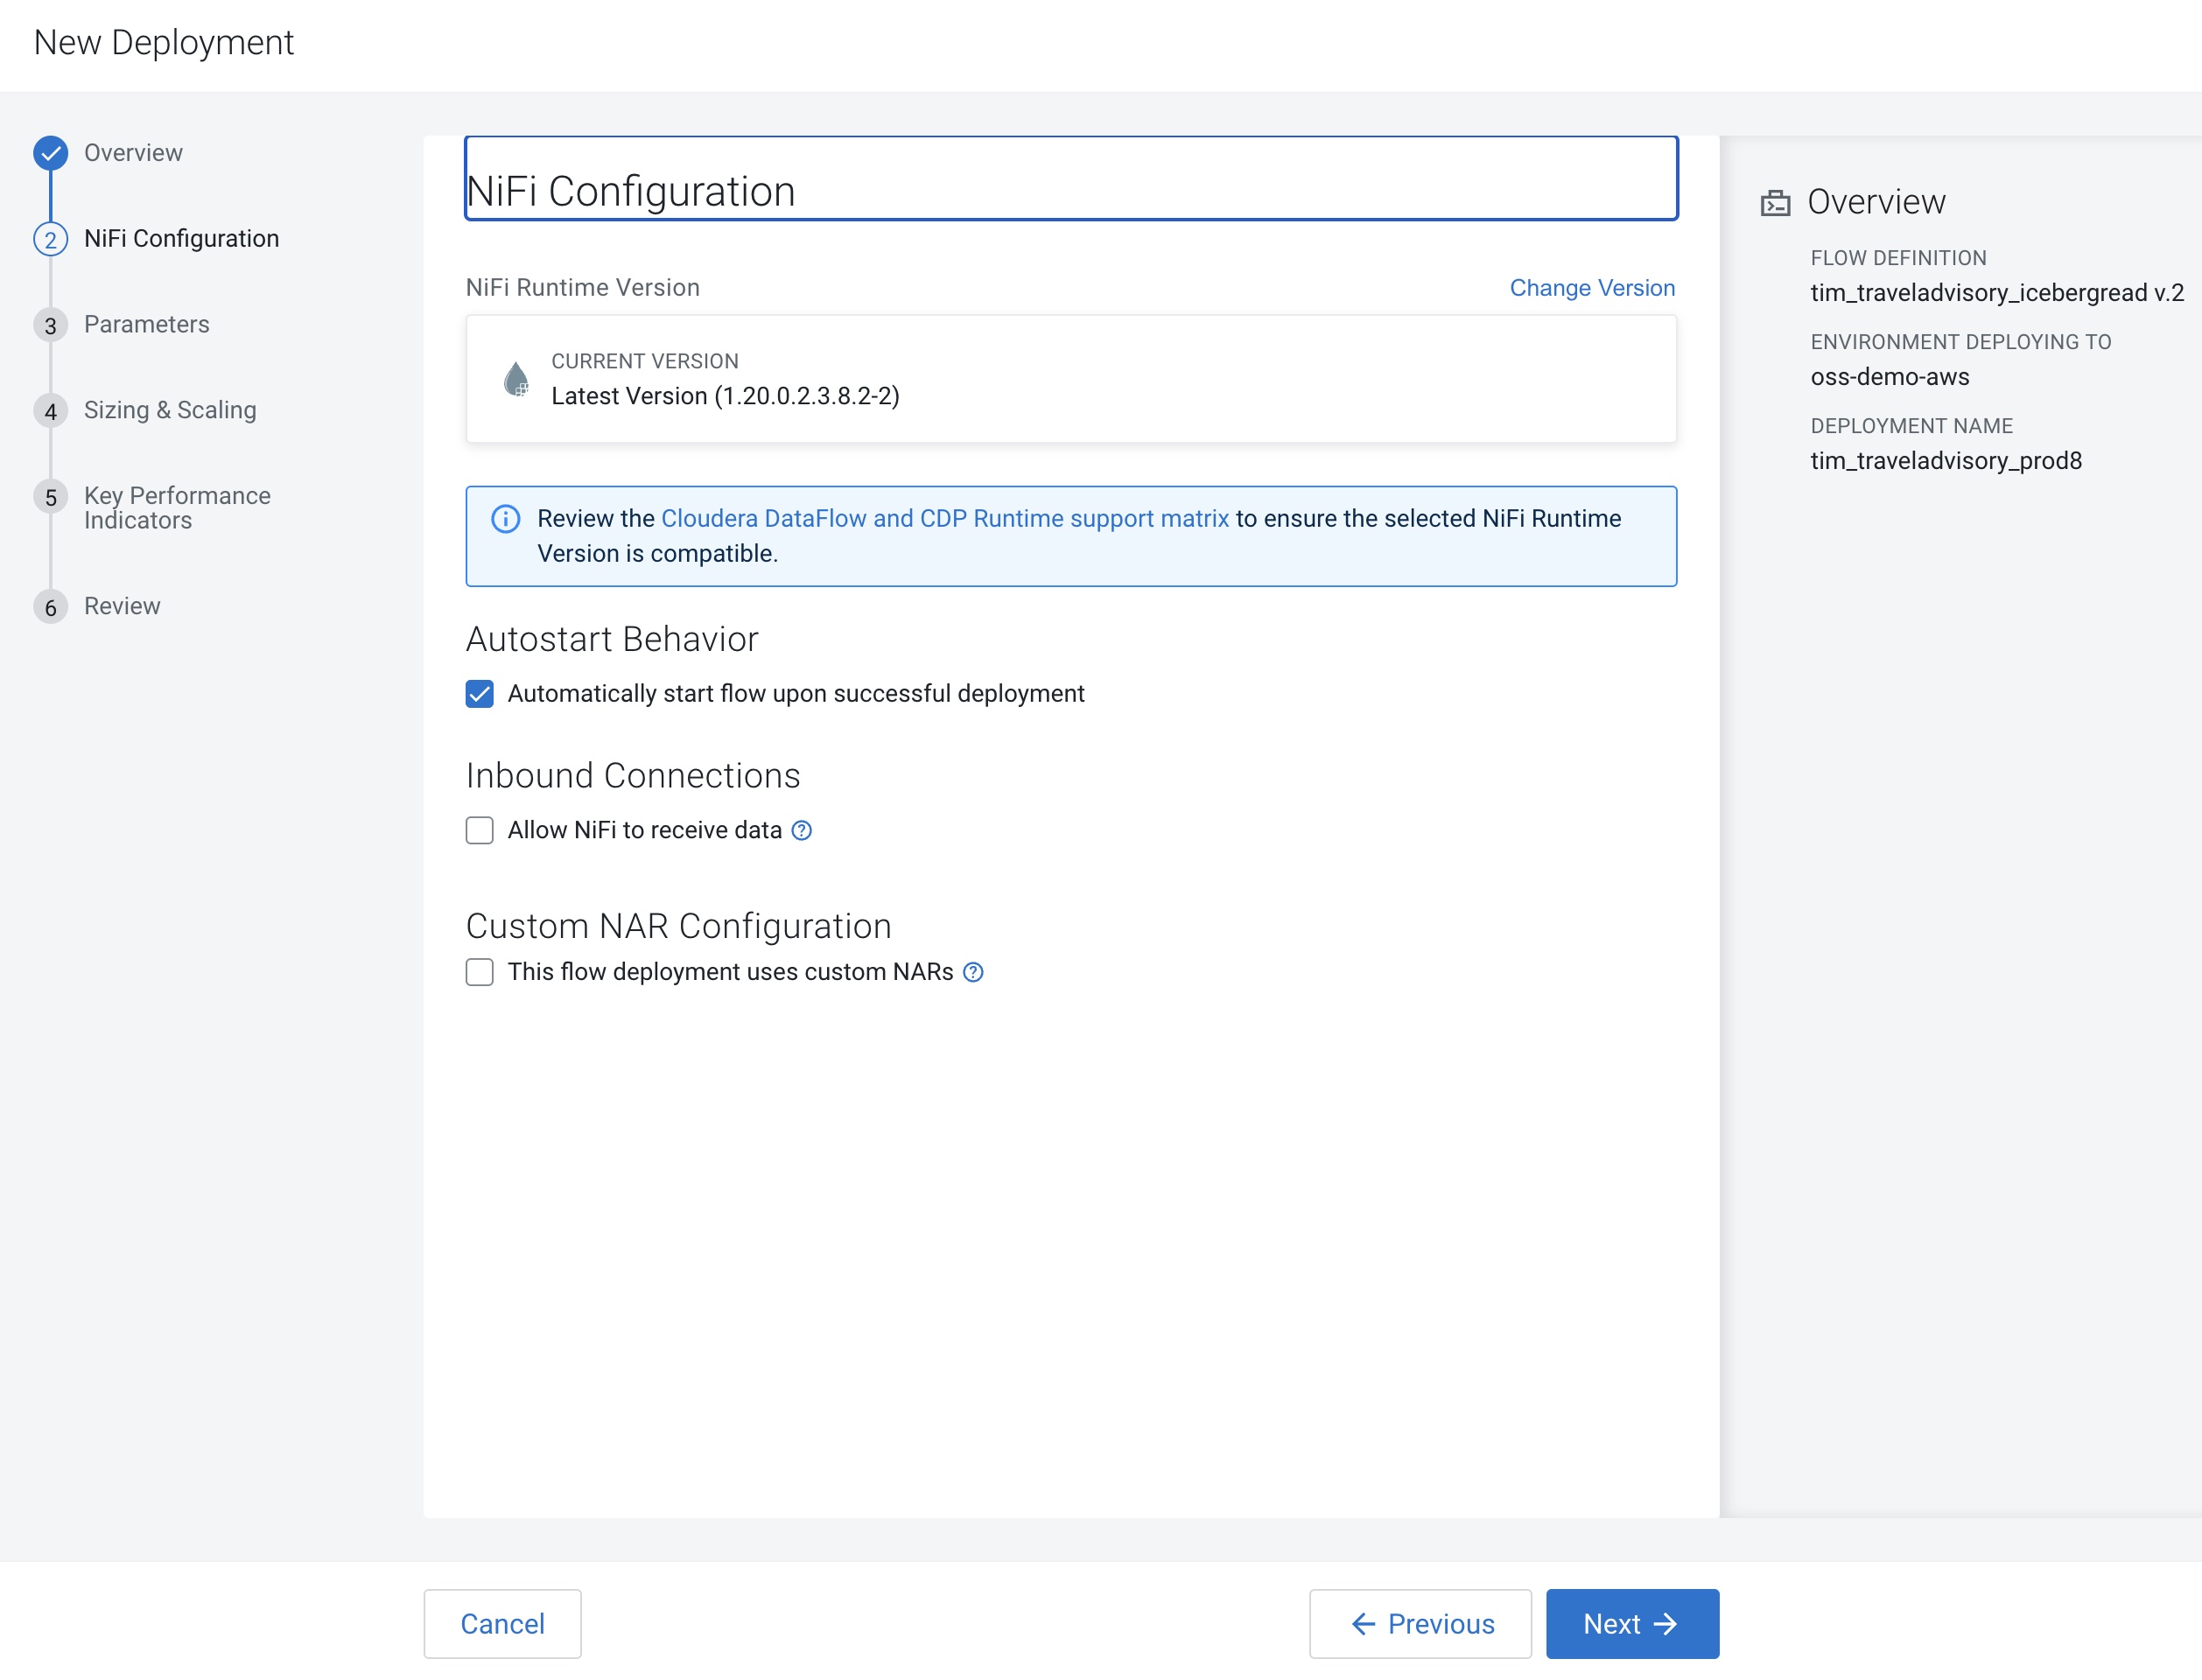 New Deployment
Overview
2 NiFi Configuration
3 Parameters
4 Sizing & Scaling
5 Key Performance
Indicators
6 Review
NiFi Configuration
NiFi Runtime Version
Change Version
CURRENT VERSION
Latest Version (1.20.0.2.3.8.2-2)
Review the Cloudera DataFlow and CDP Runtime support matrix to ensure the selected NiFi Runtime
Version is compatible.
Autostart Behavior
Automatically start flow upon successful deployment
Inbound Connections
Allow NiFi to receive data
Custom NAR Configuration
This flow deployment uses custom NARs
Overview
FLOW DEFINITION
tim_traveladvisory_icebergread v.2
ENVIRONMENT DEPLOYING TO
oss-demo-aws
DEPLOYMENT NAME
tim_traveladvisory_prod8
Cancel
Previous
Next